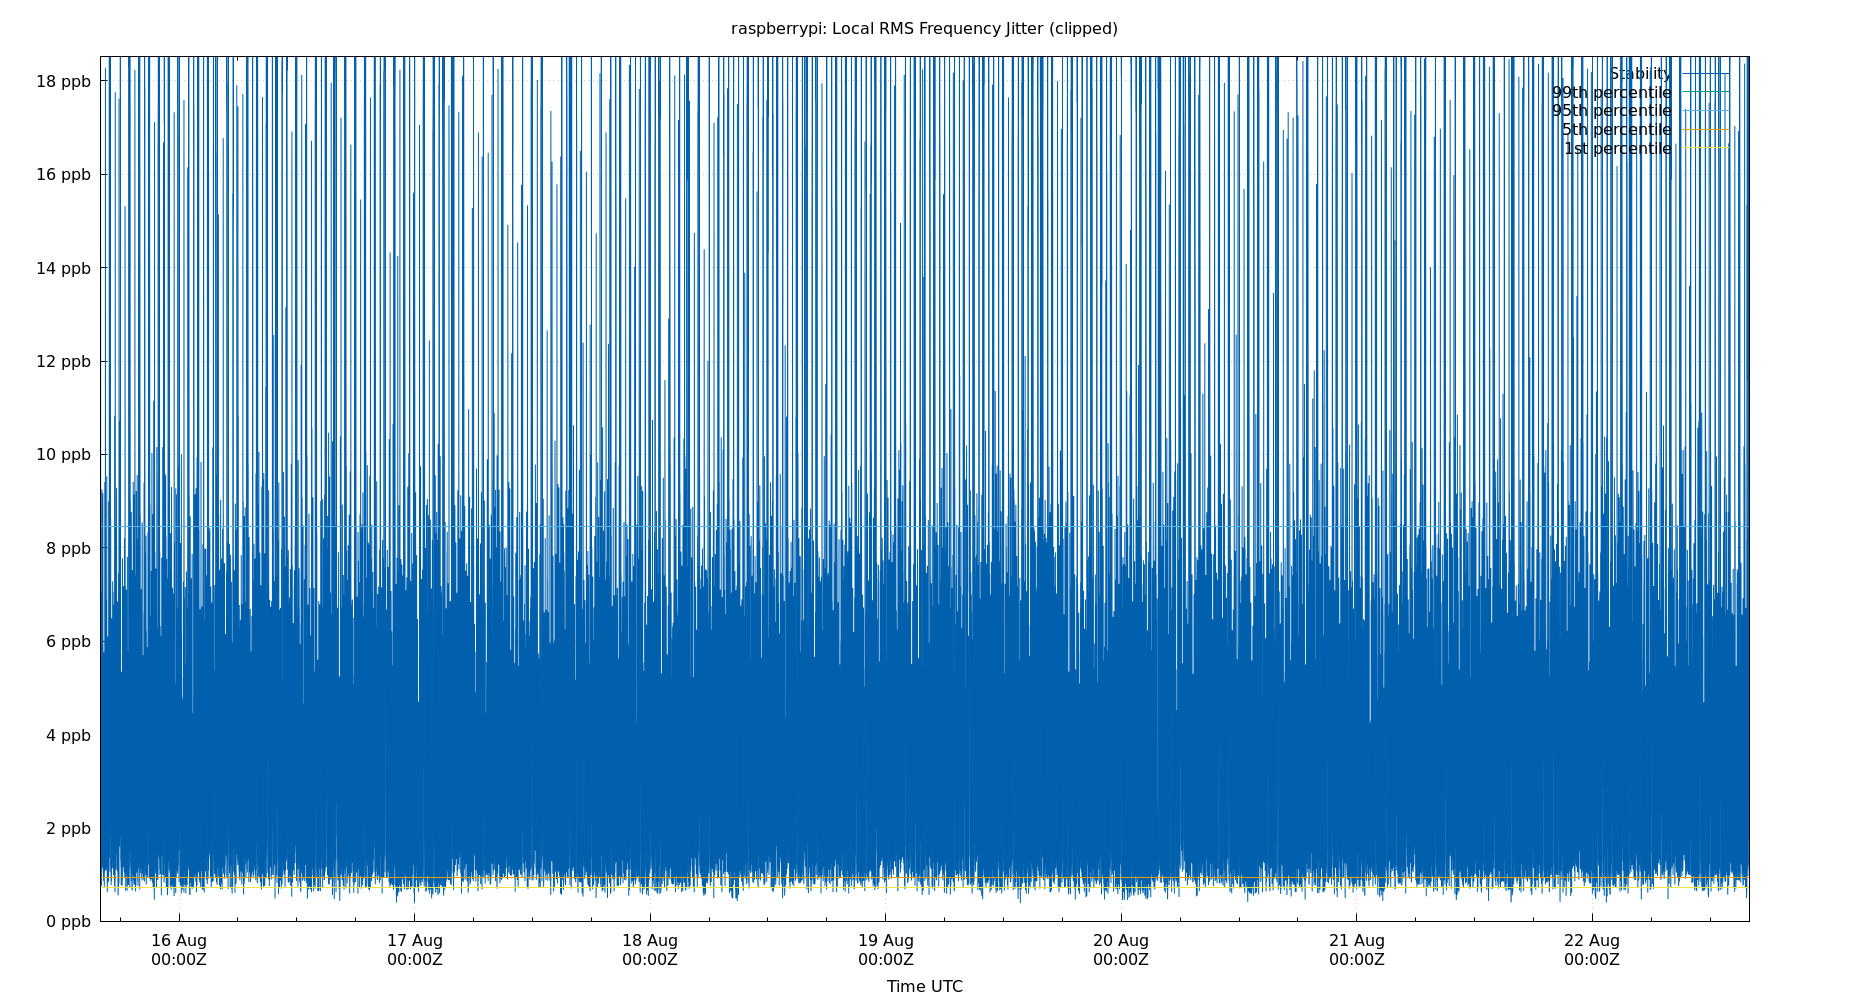 raspberrypi: Local RMS Frequency Jitter (clipped)
18 ppb
16 ppb
14 ppb
12 ppb
10 ppb
8 ppb
6 ppb
4 ppb
2 ppb
0 ppb
Stability
99th percentile
95th percentile
5th percentile
1st percentile
16 Aug
00:00Z
17 Aug
00:00Z
18 Aug
00:00Z
19 Aug
00:00Z
20 Aug
00:00Z
21 Aug
00:00Z
22 Aug
00:00Z
Time UTC